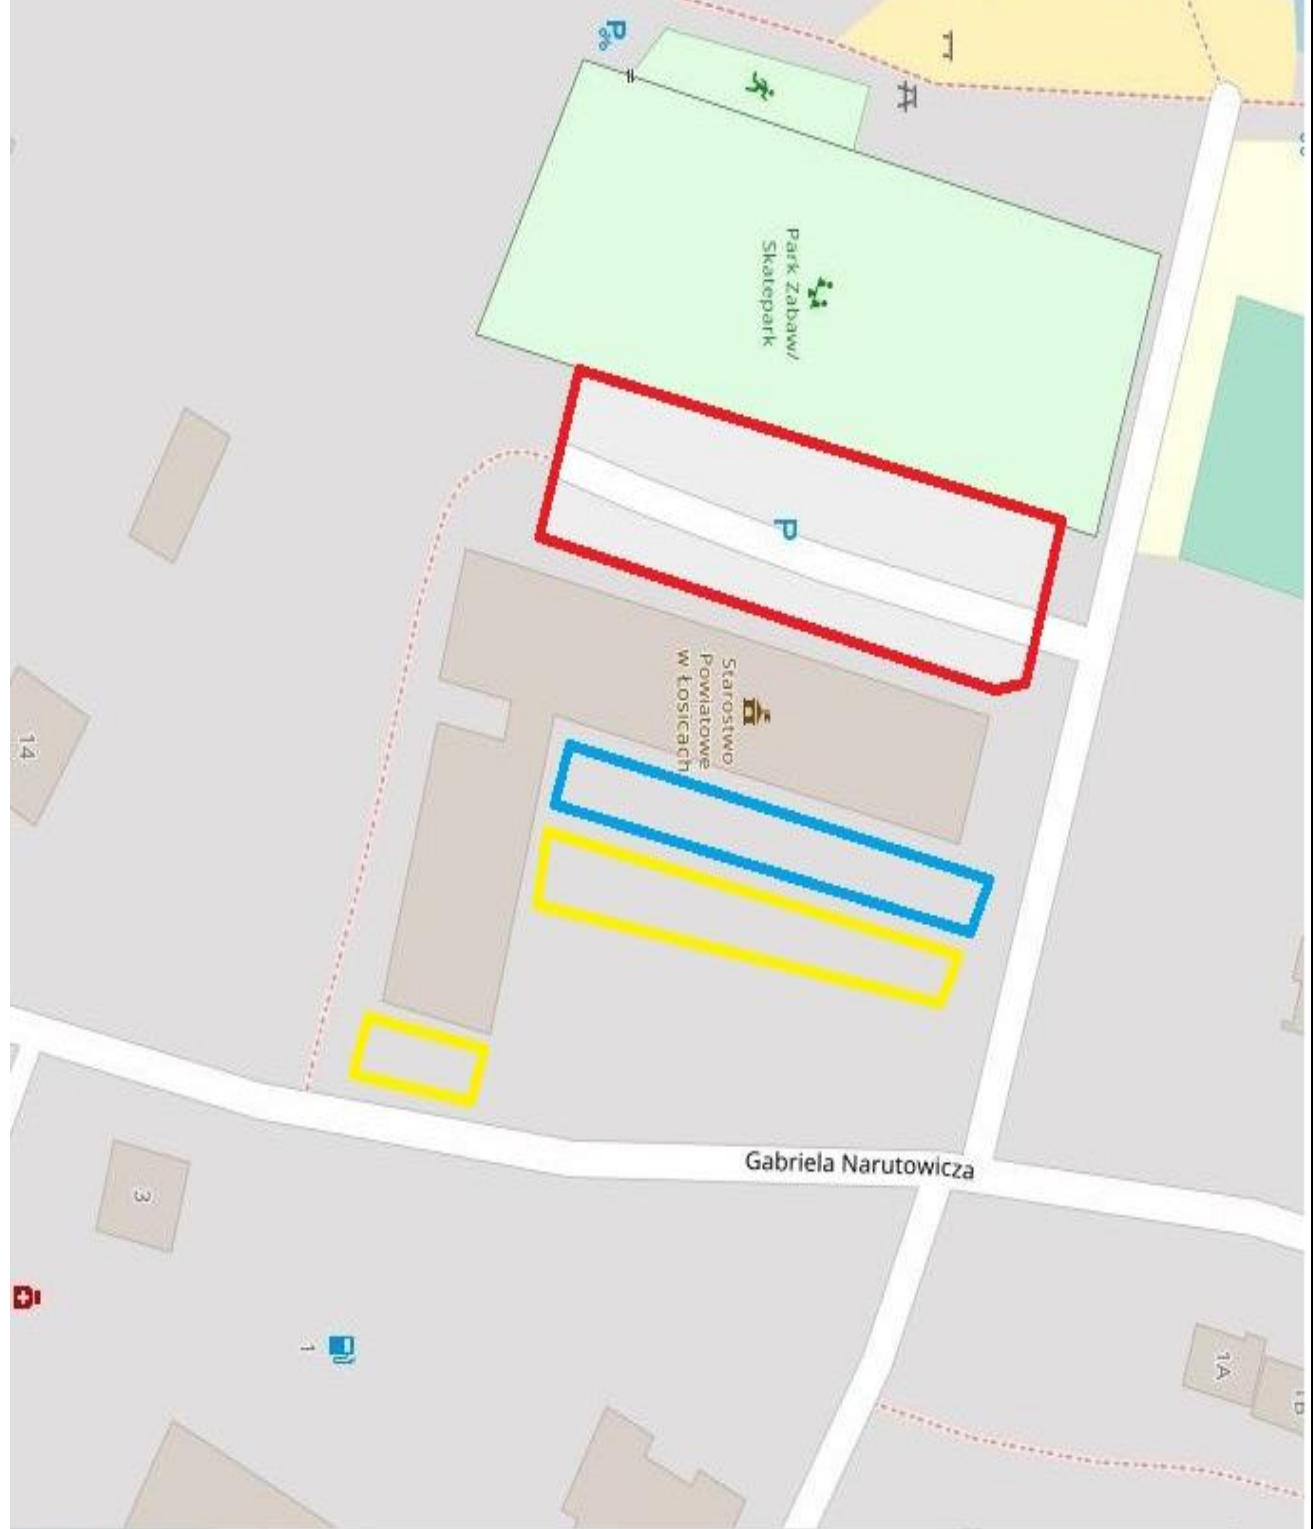 P
Park Zabaw/
Skatepark
P
Starostwo
Powiatowe
w Łosicach
14
Gabriela Narutowicza
3
1
1A